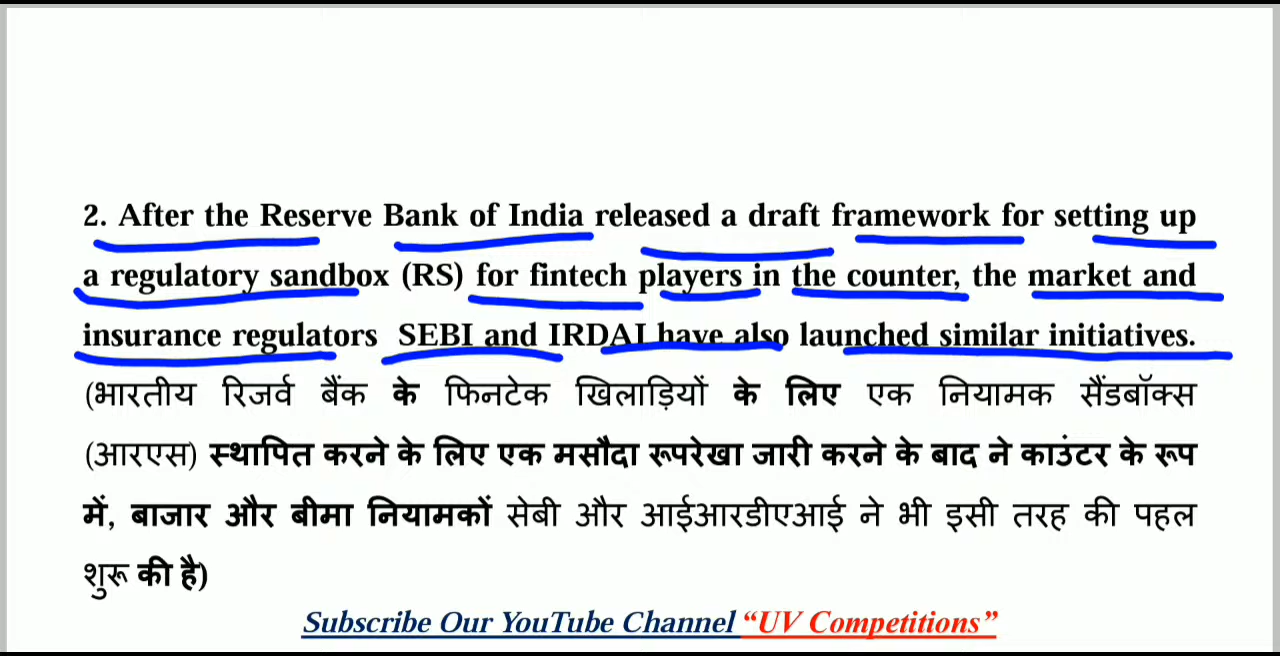 2. After the Reserve Bank of India released a draft framework for setting up
a regulatory sandbox (RS) for fintech players in the counter, the market and
insurance regulators SEBI and IRDAI have also launched similar initiatives.
(भारतीय रिजर्व बैंक के फिनटेक खिलाड़ियों के लिए एक नियामक सैंडबॉक्स
(आरएस) स्थापित करने के लिए एक मसौदा रूपरेखा जारी करने के बाद ने काउंटर के रूप
में, बाजार और बीमा नियामकों सेबी और आईआरडीएआई ने भी इसी तरह की पहल
शुरू की है)
Subscribe Our YouTube Channel “UV Competitions”